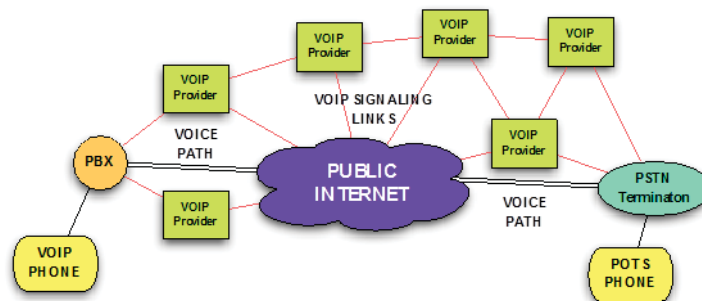 VOIP
Provider
VOIP
Provider
VOIP
Provider
VOIP
Provider
VOIP SIGNALING
LINKS
VOICE
PATH
VOIP
Provider
PBX
PUBLIC
INTERNET
PSTN
Terminaton
VOIP
Provider
VOICE
PATH
VOIP
PHONE
POTS
PHONE